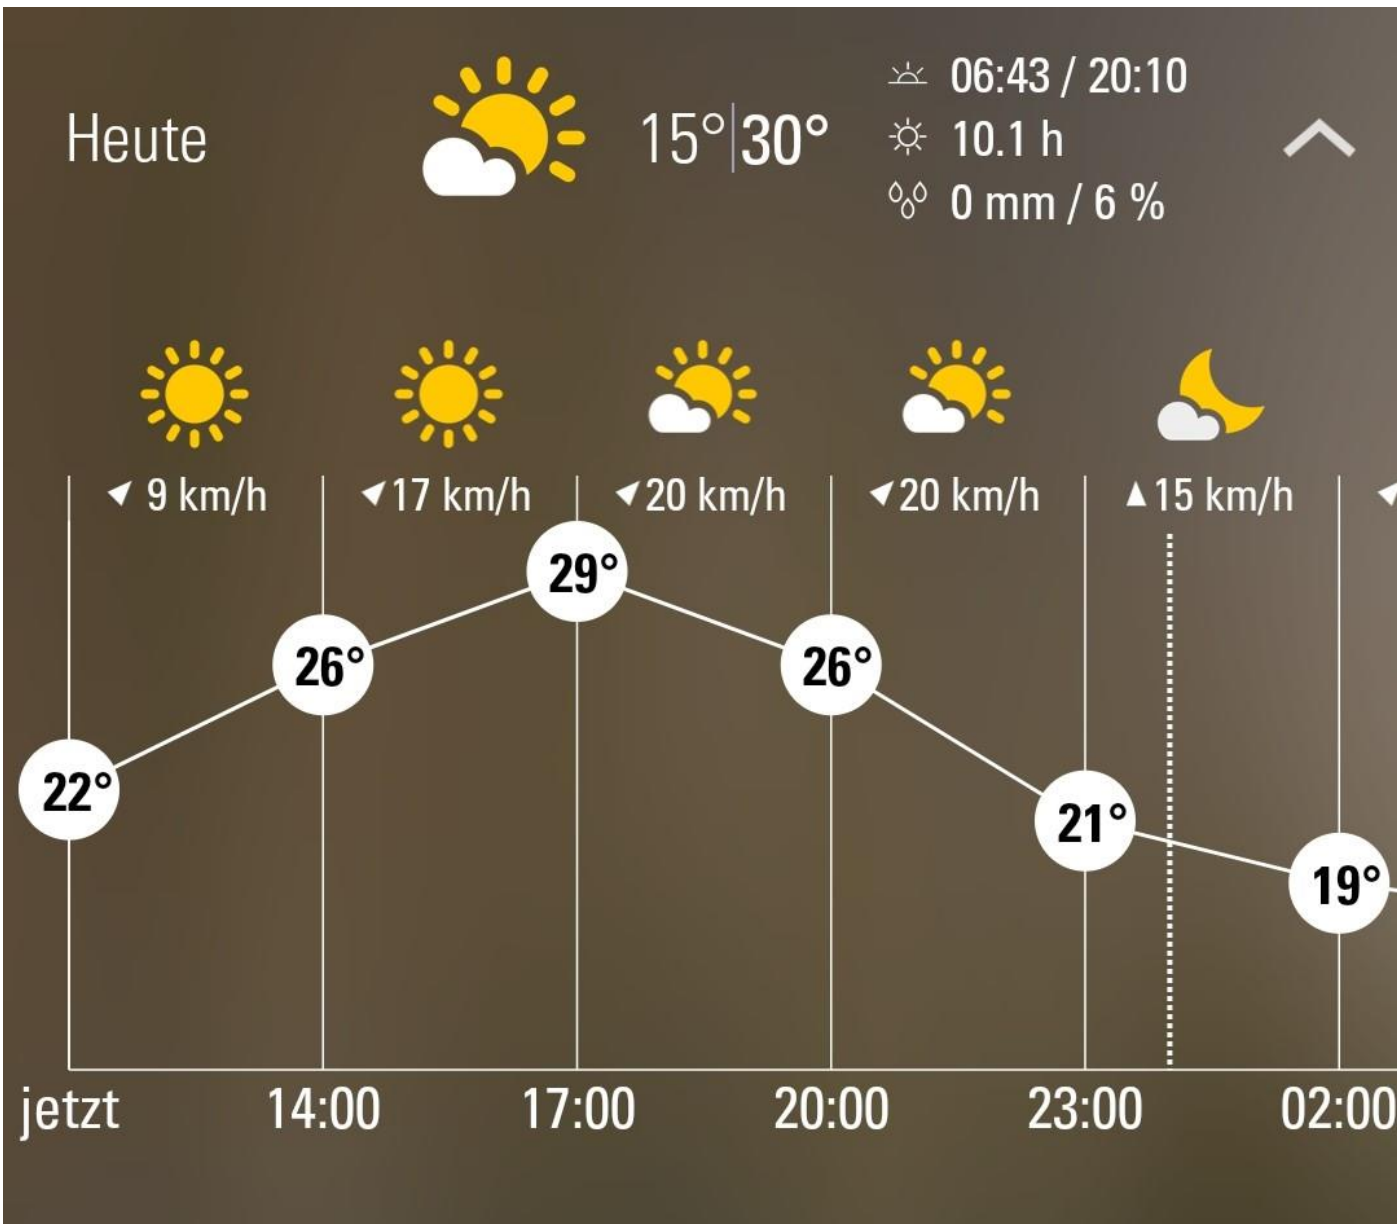 06:43 / 20:10
Heute 15° 30° 10.1 h
0 mm / 6 %
9 km/h 17 km/h 20 km/h 20 km/h 15 km/h
29°
26° 26°
22°
21°
19°
jetzt 14:00 17:00 20:00 23:00 02:00